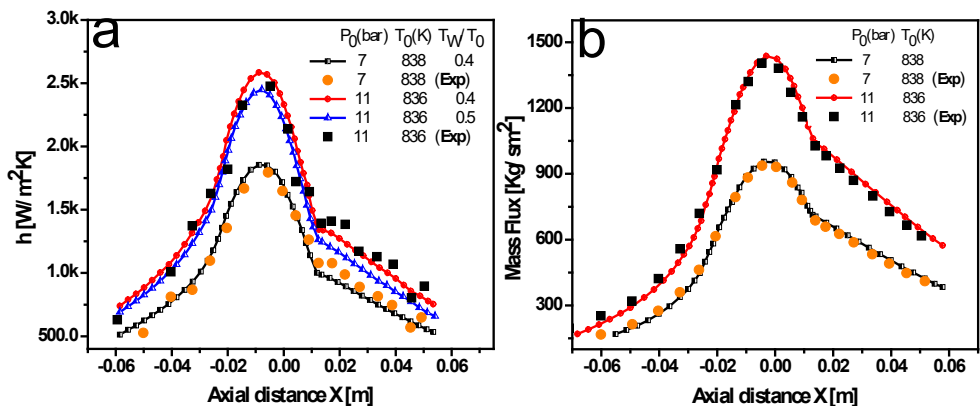 a
P0(bar) T0(K) TW/T0
7 838 0.4
7 838 (Exp)
11 836 0.4
11 836 0.5
11 836 (Exp)
3.0k
2.5k
2.0k
1.5k
1.0k
500.0
h [W/m²K]
-0.06 -0.04 -0.02 0.00 0.02 0.04 0.06
Axial distance X [m]
b
P0(bar) T0(K)
7 838
7 838 (Exp)
11 836
11 836 (Exp)
1500
1200
900
600
300
Mass Flux [Kg/sm²]
-0.06 -0.04 -0.02 0.00 0.02 0.04 0.06
Axial distance X [m]